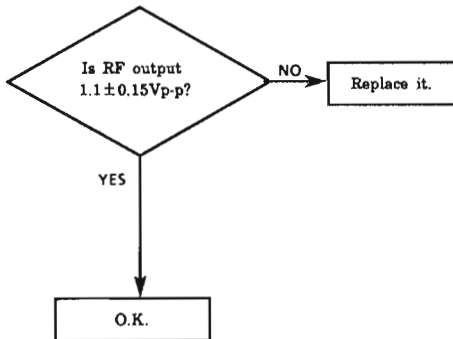 Is RF output
1.1±0.15Vp-p?
NO
Replace it.
YES
O.K.